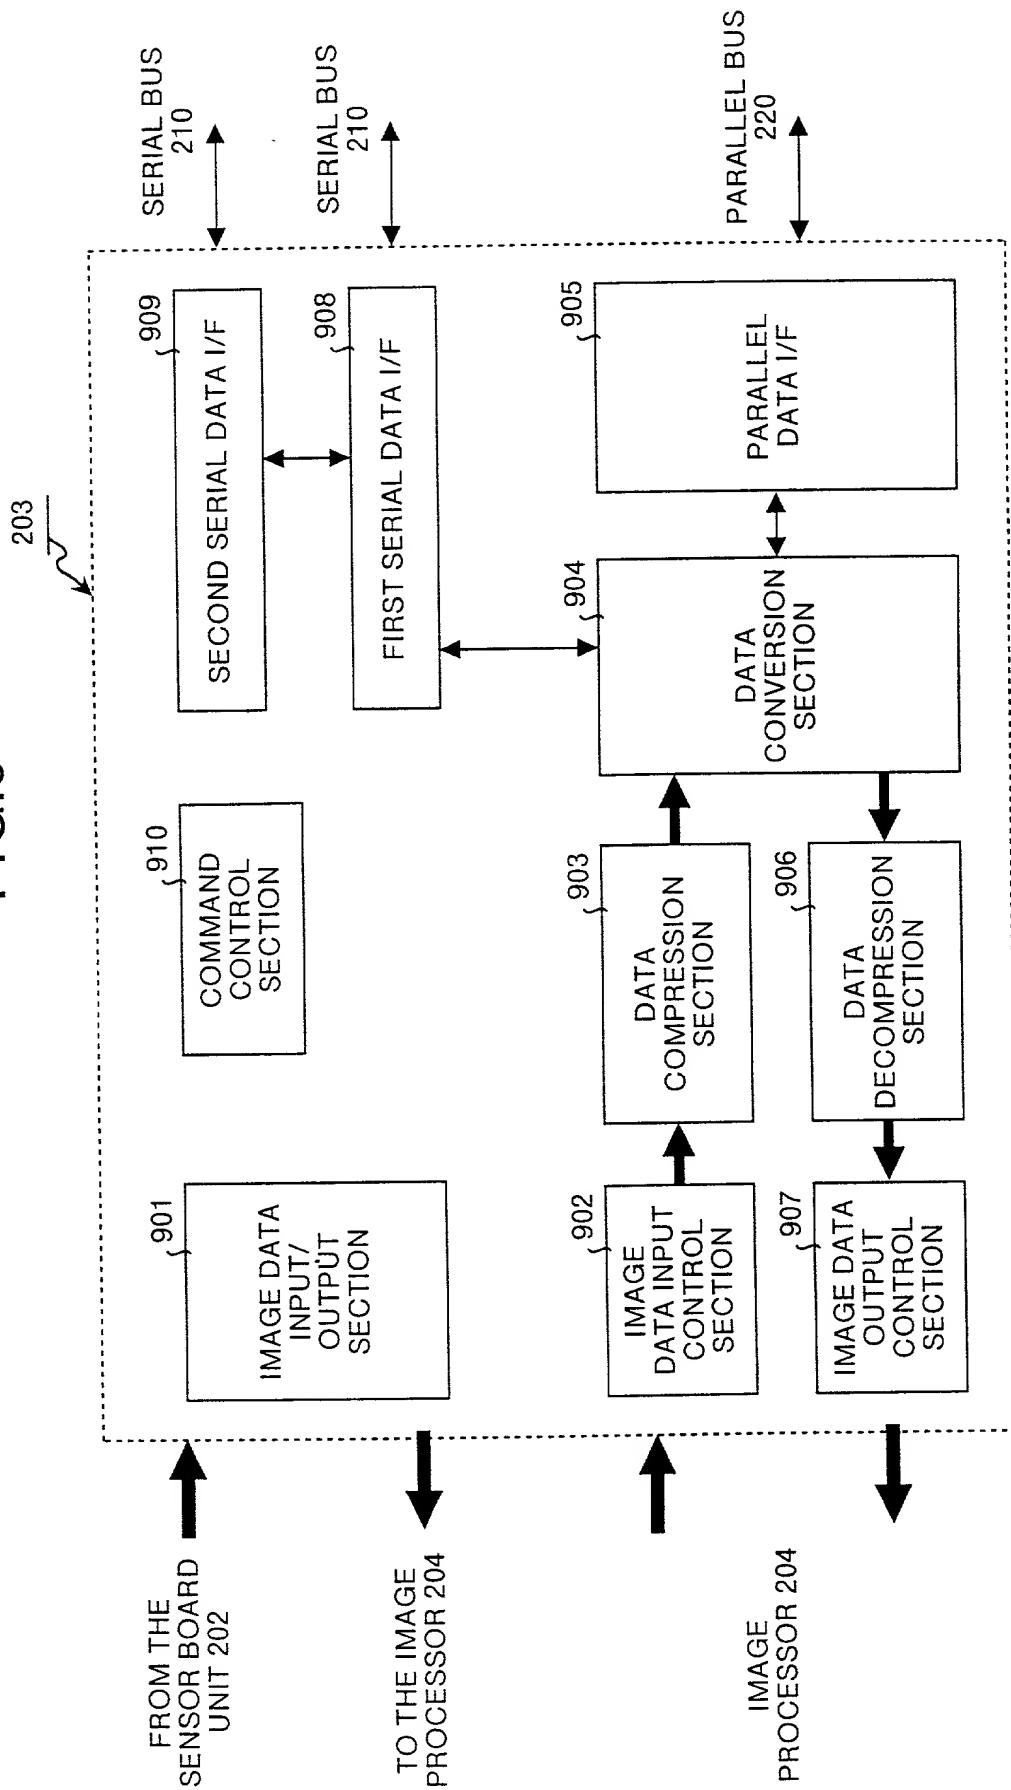 203
FROM THE
SENSOR BOARD
UNIT 202
901
IMAGE DATA
INPUT/
OUTPUT
SECTION
910
COMMAND
CONTROL
SECTION
909
SECOND SERIAL DATA I/F
SERIAL BUS
210
TO THE IMAGE
PROCESSOR 204
908
FIRST SERIAL DATA I/F
SERIAL BUS
210
IMAGE
PROCESSOR 204
902
IMAGE
DATA INPUT
CONTROL
SECTION
903
DATA
COMPRESSION
SECTION
904
DATA
CONVERSION
SECTION
905
PARALLEL
DATA I/F
PARALLEL BUS
220
907
IMAGE DATA
OUTPUT
CONTROL
SECTION
906
DATA
DECOMPRESSION
SECTION